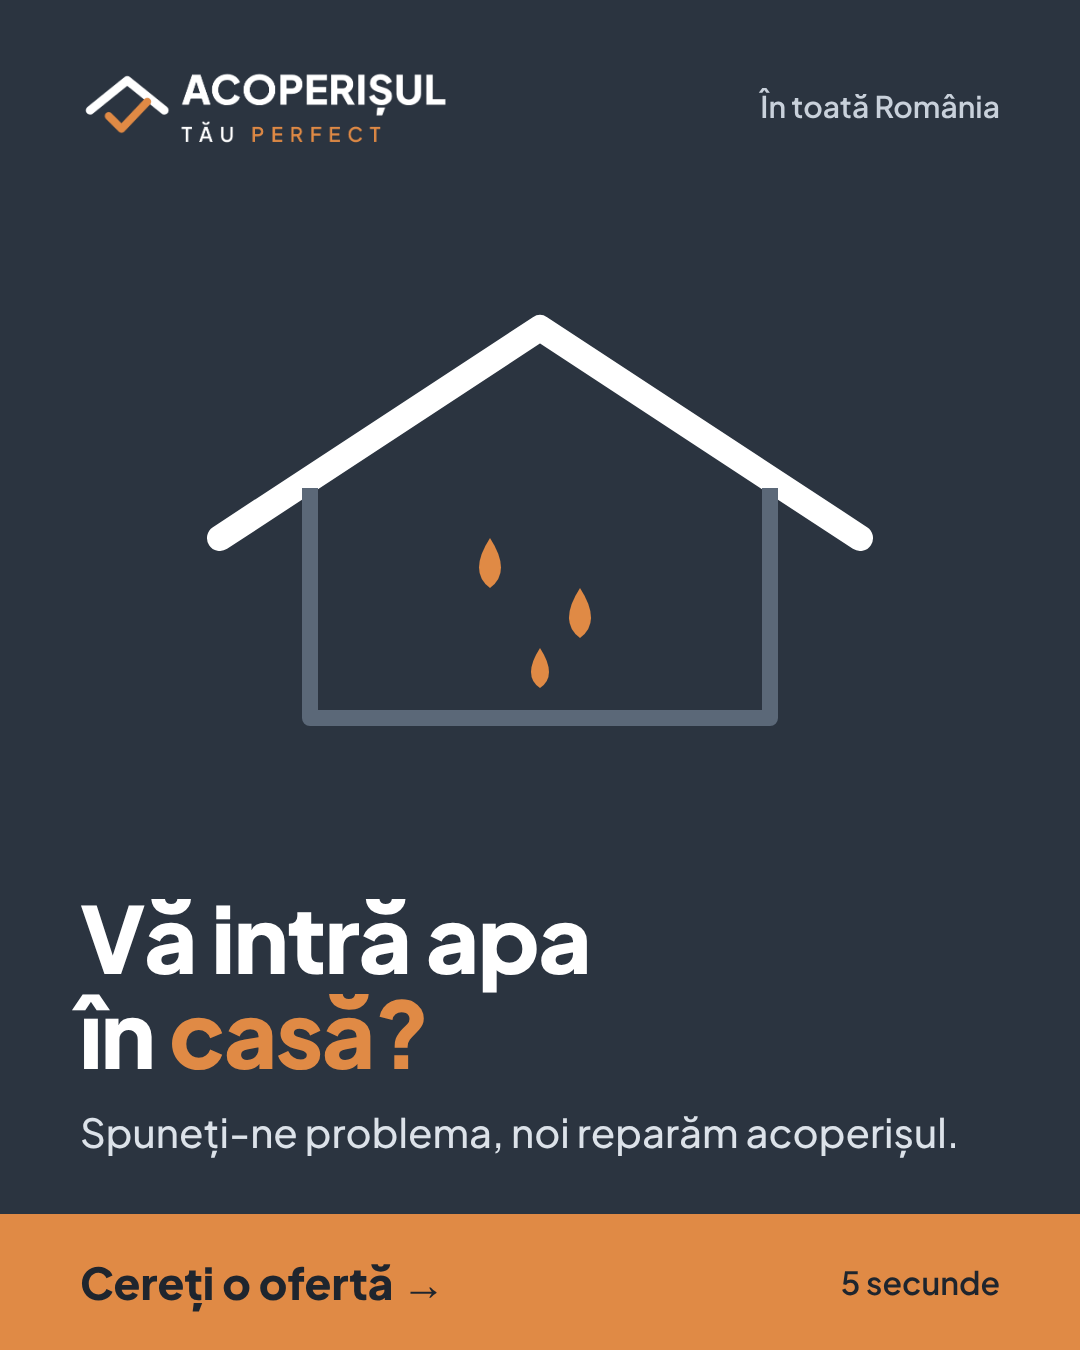 ACOPERIȘUL
TĂU PERFECT
În toată România
Vă intră apa
în casă?
Spuneți-ne problema, noi reparăm acoperișul.
Cereți o ofertă →
5 secunde